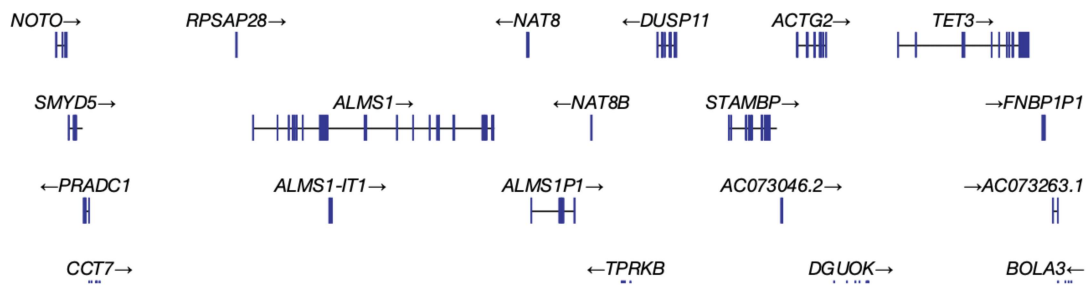 NOTO→ RPSAP28→ ←NAT8 ←DUSP11 ACTG2→ TET3→
SMYD5→ ALMS1→ ←NAT8B STAMBP→ →FNBP1P1
←PRADC1 ALMS1-IT1→ ALMS1P1→ AC073046.2→ →AC073263.1
CCT7→ ←TPRKB DGUOK→ BOLA3←